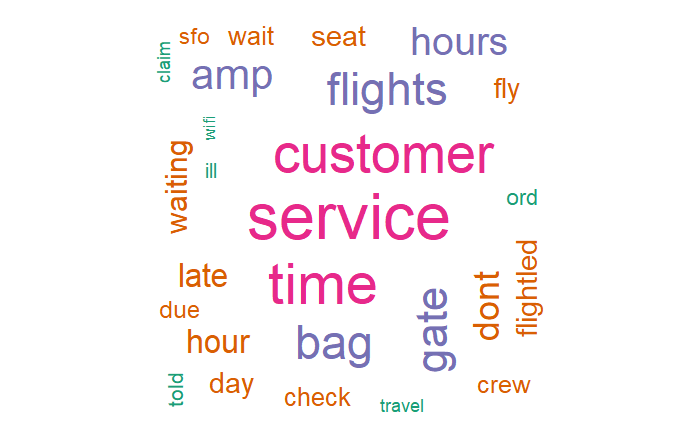 sfo wait seat hours
claim
amp flights fly
wifi
customer
waiting
ill
service
ord
late time
flightled
dont
due
gate
hour bag
told day check travel crew